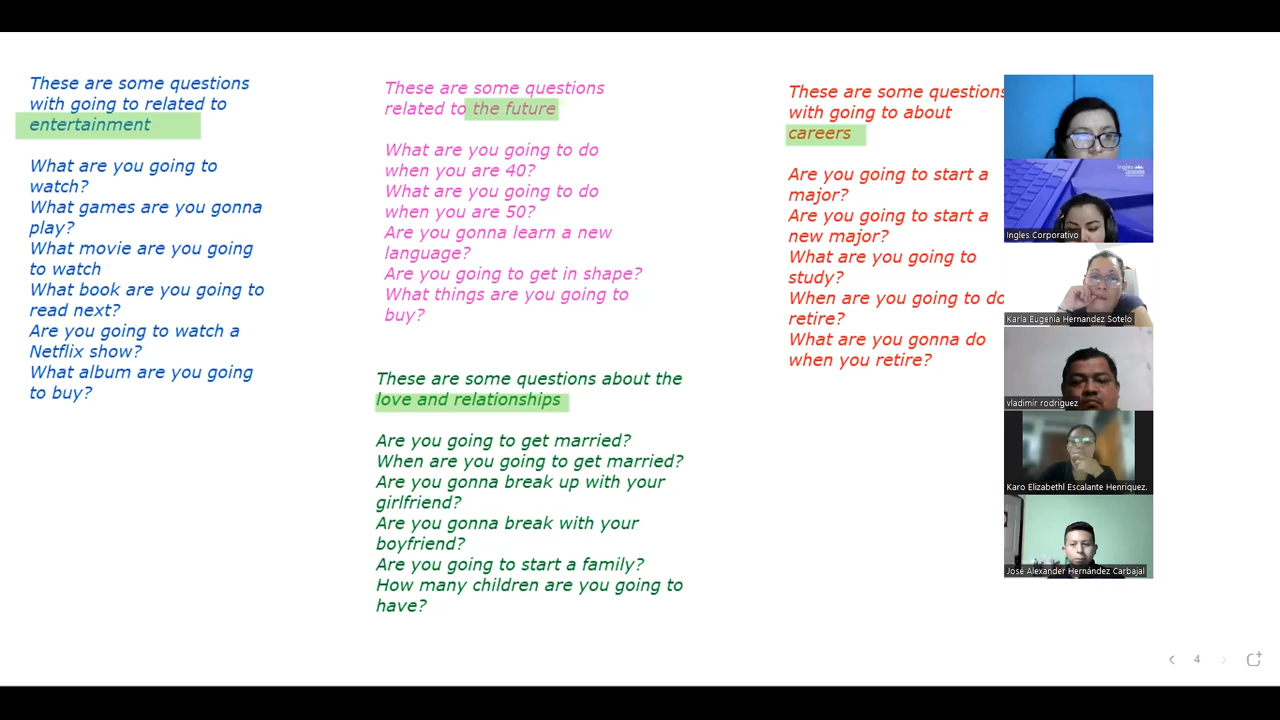 These are some questions
with going to related to
entertainment
What are you going to
watch?
What games are you gonna
play?
What movie are you going
to watch
What book are you going to
read next?
Are you going to watch a
Netflix show?
What album are you going
to buy?
These are some questions
related to the future
What are you going to do
when you are 40?
What are you going to do
when you are 50?
Are you gonna learn a new
language?
Are you going to get in shape?
What things are you going to
buy?
These are some questions about the
love and relationships
Are you going to get married?
When are you going to get married?
Are you gonna break up with your
girlfriend?
Are you gonna break with your
boyfriend?
Are you going to start a family?
How many children are you going to
have?
These are some questions
with going to about
careers
Are you going to start a
major?
Are you going to start a
new major?
What are you going to
study?
When are you going to do
retire?
What are you gonna do
when you retire?
Ingles Corporativo
Karla Eugenia Hernandez Sotelo
vladimir rodriguez
Karo Elizabethl Escalante Henriquez.
José Alexander Hernández Carbajal
4